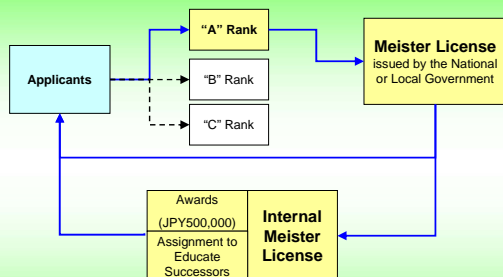 "A" Rank
Applicants
"B" Rank
"C" Rank
Meister License
issued by the National
or Local Government
Awards
(JPY500,000)
Assignment to
Educate
Successors
Internal
Meister
License